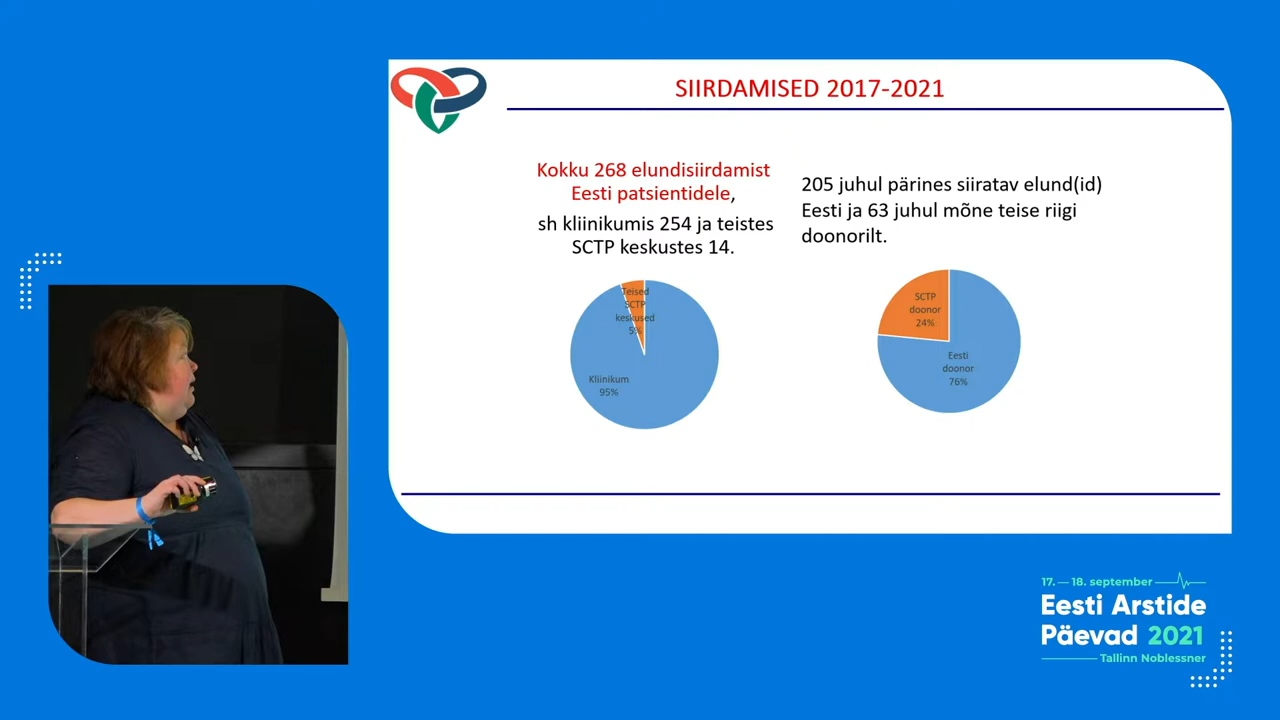 SIIRDAMISED 2017-2021
Kokku 268 elundisiirdamist
Eesti patsientidele,
sh kliinikumis 254 ja teistes
SCTP keskustes 14.
205 juhul pärines siiratav elund(id)
Eesti ja 63 juhul mõne teise riigi
doonorilt.
Teised
SCTP
keskused
5%
Kliinikum
95%
SCTP
doonor
24%
Eesti
doonor
76%
17. — 18. september
Eesti Arstide
Päevad 2021
Tallinn Noblessner